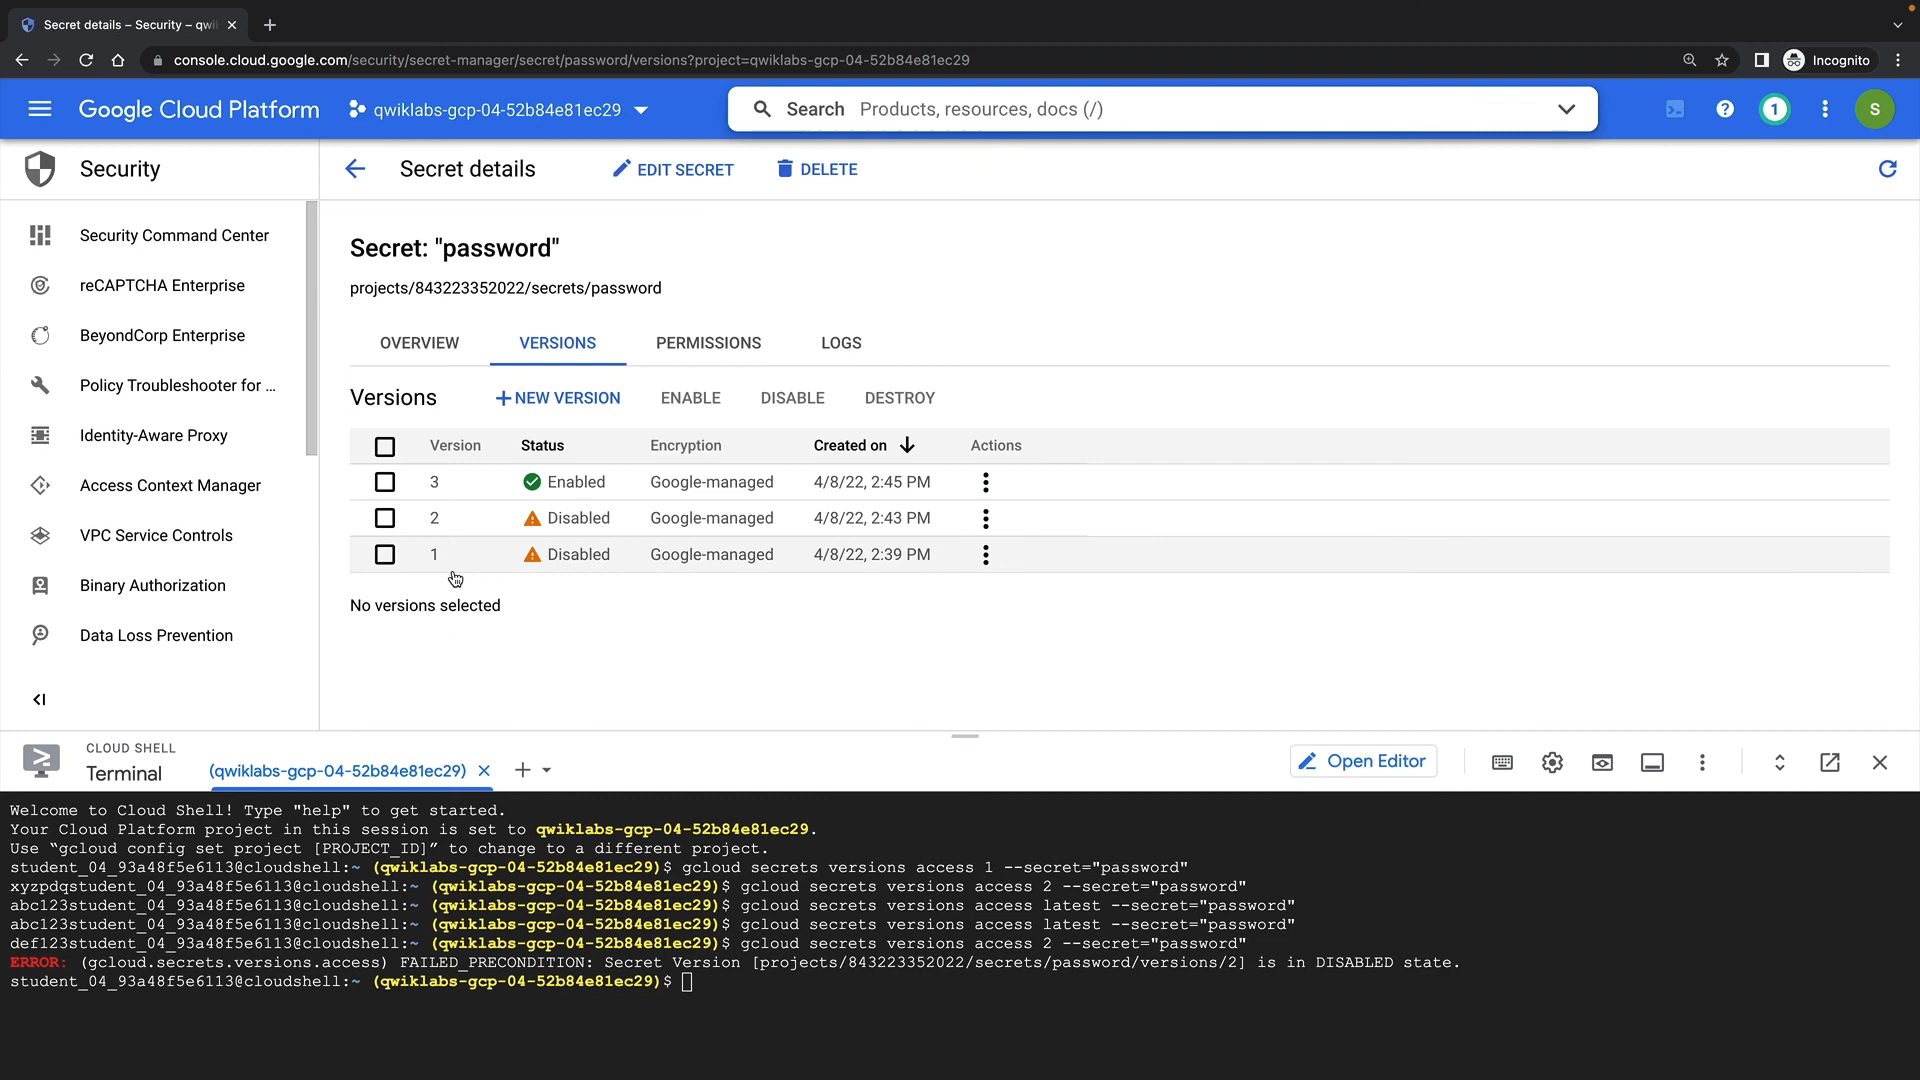 Secret details – Security – qwi
console.cloud.google.com/security/secret-manager/secret/password/versions?project=qwiklabs-gcp-04-52b84e81ec29
Incognito
Google Cloud Platform
qwiklabs-gcp-04-52b84e81ec29
Search Products, resources, docs (/)
1
S
Security
Secret details
EDIT SECRET
DELETE
Security Command Center
reCAPTCHA Enterprise
BeyondCorp Enterprise
Policy Troubleshooter for ...
Identity-Aware Proxy
Access Context Manager
VPC Service Controls
Binary Authorization
Data Loss Prevention
Secret: "password"
projects/843223352022/secrets/password
OVERVIEW VERSIONS PERMISSIONS LOGS
Versions + NEW VERSION ENABLE DISABLE DESTROY
Version Status Encryption Created on Actions
3 Enabled Google-managed 4/8/22, 2:45 PM
2 Disabled Google-managed 4/8/22, 2:43 PM
1 Disabled Google-managed 4/8/22, 2:39 PM
No versions selected
CLOUD SHELL
Terminal
(qwiklabs-gcp-04-52b84e81ec29)
Open Editor
Welcome to Cloud Shell! Type "help" to get started.
Your Cloud Platform project in this session is set to qwiklabs-gcp-04-52b84e81ec29.
Use “gcloud config set project [PROJECT_ID]” to change to a different project.
student_04_93a48f5e6113@cloudshell:~ (qwiklabs-gcp-04-52b84e81ec29)$ gcloud secrets versions access 1 --secret="password"
xyzpdqstudent_04_93a48f5e6113@cloudshell:~ (qwiklabs-gcp-04-52b84e81ec29)$ gcloud secrets versions access 2 --secret="password"
abc123student_04_93a48f5e6113@cloudshell:~ (qwiklabs-gcp-04-52b84e81ec29)$ gcloud secrets versions access latest --secret="password"
abc123student_04_93a48f5e6113@cloudshell:~ (qwiklabs-gcp-04-52b84e81ec29)$ gcloud secrets versions access latest --secret="password"
def123student_04_93a48f5e6113@cloudshell:~ (qwiklabs-gcp-04-52b84e81ec29)$ gcloud secrets versions access 2 --secret="password"
ERROR: (gcloud.secrets.versions.access) FAILED_PRECONDITION: Secret Version [projects/843223352022/secrets/password/versions/2] is in DISABLED state.
student_04_93a48f5e6113@cloudshell:~ (qwiklabs-gcp-04-52b84e81ec29)$